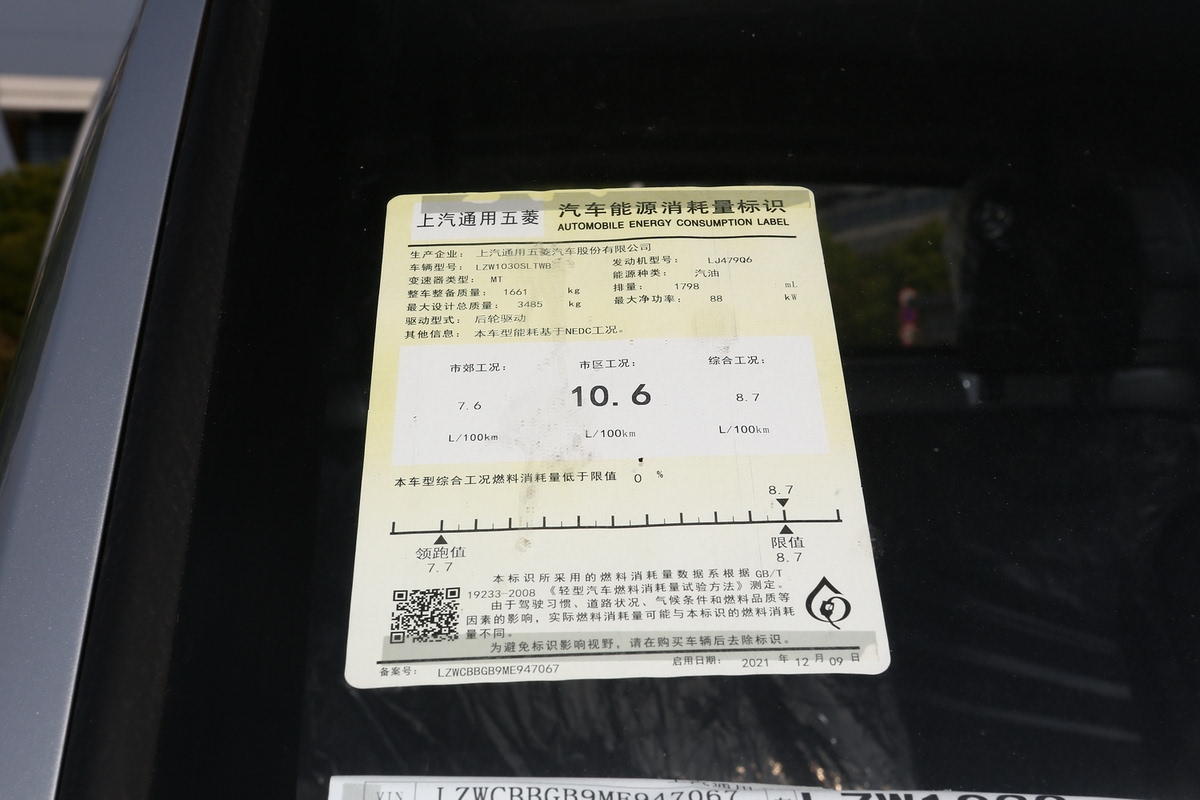 上汽通用五菱 汽车能源消耗量标识
AUTOMOBILE ENERGY CONSUMPTION LABEL
生产企业: 上汽通用五菱汽车股份有限公司
车辆型号: LZW1030SLTWB 发动机型号: LJ479Q6
变速器类型: MT 能源种类: 汽油
整车整备质量: 1661 kg 排量: 1798 mL
最大设计总质量: 3485 kg 最大净功率: 88 kW
驱动型式: 后轮驱动
其他信息: 本车型能耗基于NEDC工况。
市郊工况: 市区工况: 综合工况:
7.6 10.6 8.7
L/100km L/100km L/100km
本车型综合工况燃料消耗量低于限值 0 %
8.7
领跑值 限值
7.7 8.7
本标识所采用的燃料消耗量数据系根据 GB/T
19233-2008 《轻型汽车燃料消耗量试验方法》测定。
由于驾驶习惯、道路状况、气候条件和燃料品质等
因素的影响，实际燃料消耗量可能与本标识的燃料消耗
量不同。
为避免标识影响视野，请在购买车辆后去除标识。
备案号: LZWCBBGB9ME947067 启用日期: 2021 年 12 月 09 日
VIN LZWCBBGB9ME947067